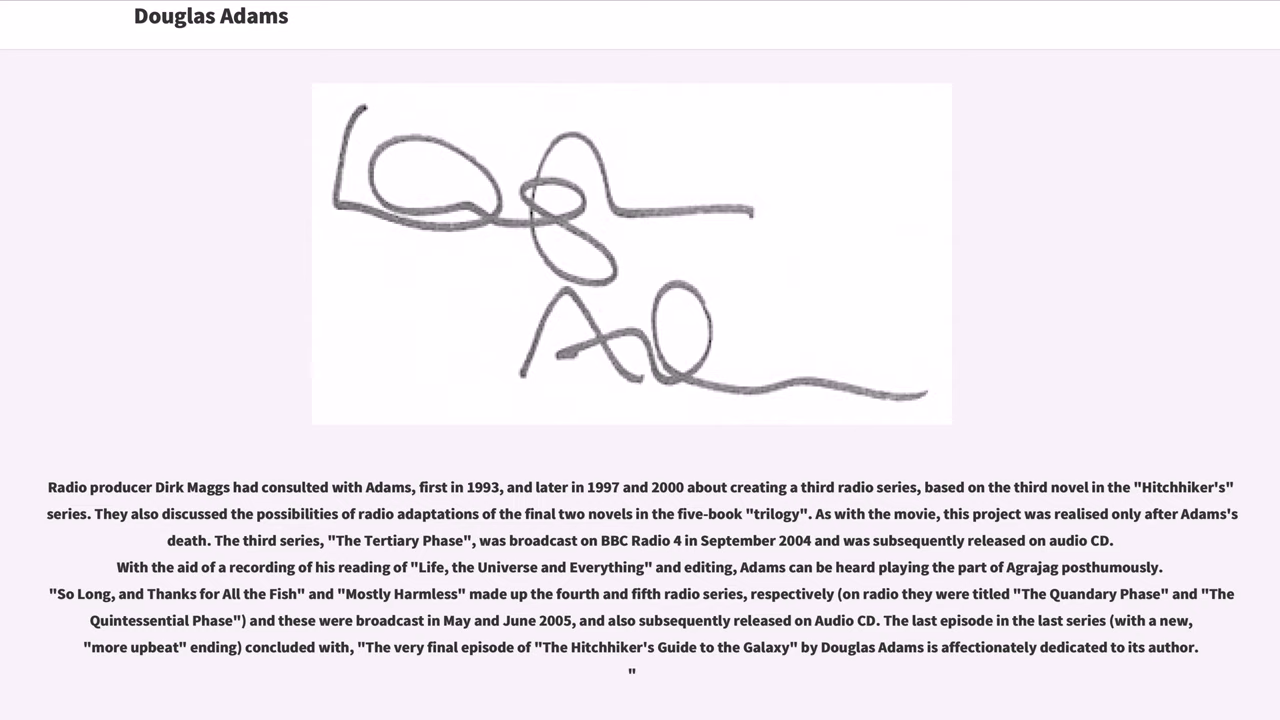 Douglas Adams
Radio producer Dirk Maggs had consulted with Adams, first in 1993, and later in 1997 and 2000 about creating a third radio series, based on the third novel in the "Hitchhiker's"
series. They also discussed the possibilities of radio adaptations of the final two novels in the five-book "trilogy". As with the movie, this project was realised only after Adams's
death. The third series, "The Tertiary Phase", was broadcast on BBC Radio 4 in September 2004 and was subsequently released on audio CD.
With the aid of a recording of his reading of "Life, the Universe and Everything" and editing, Adams can be heard playing the part of Agrajag posthumously.
"So Long, and Thanks for All the Fish" and "Mostly Harmless" made up the fourth and fifth radio series, respectively (on radio they were titled "The Quandary Phase" and "The
Quintessential Phase") and these were broadcast in May and June 2005, and also subsequently released on Audio CD. The last episode in the last series (with a new,
"more upbeat" ending) concluded with, "The very final episode of "The Hitchhiker's Guide to the Galaxy" by Douglas Adams is affectionately dedicated to its author.
"